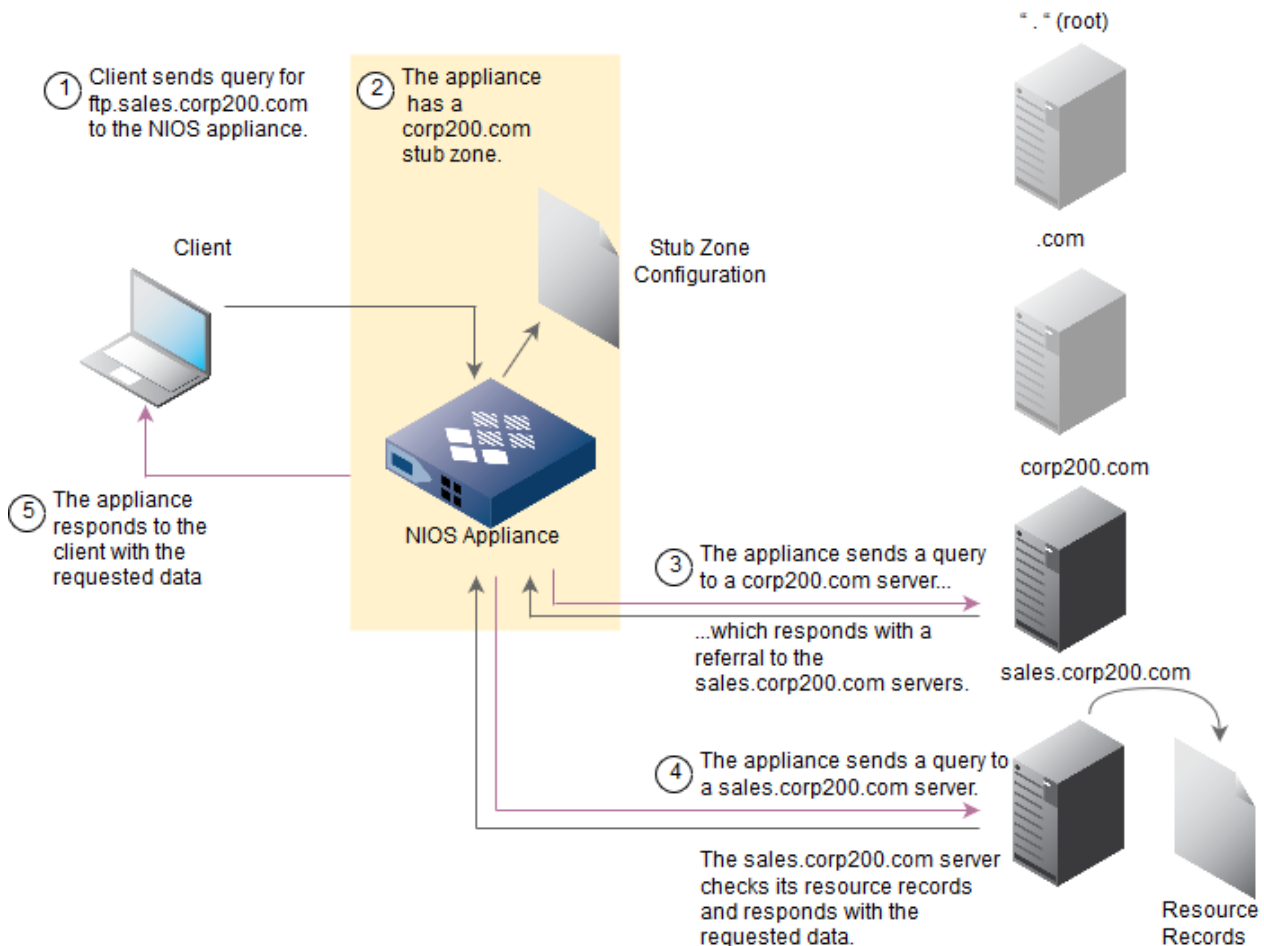 " . " (root)
1
Client sends query for
ftp.sales.corp200.com
to the NIOS appliance.
2
The appliance
has a
corp200.com
stub zone.
.com
Client
Stub Zone
Configuration
corp200.com
5
The appliance
responds to the
client with the
requested data
NIOS Appliance
3
The appliance sends a query
to a corp200.com server...
...which responds with a
referral to the
sales.corp200.com servers.
sales.corp200.com
4
The appliance sends a query to
a sales.corp200.com server.
The sales.corp200.com server
checks its resource records
and responds with the
requested data.
Resource
Records